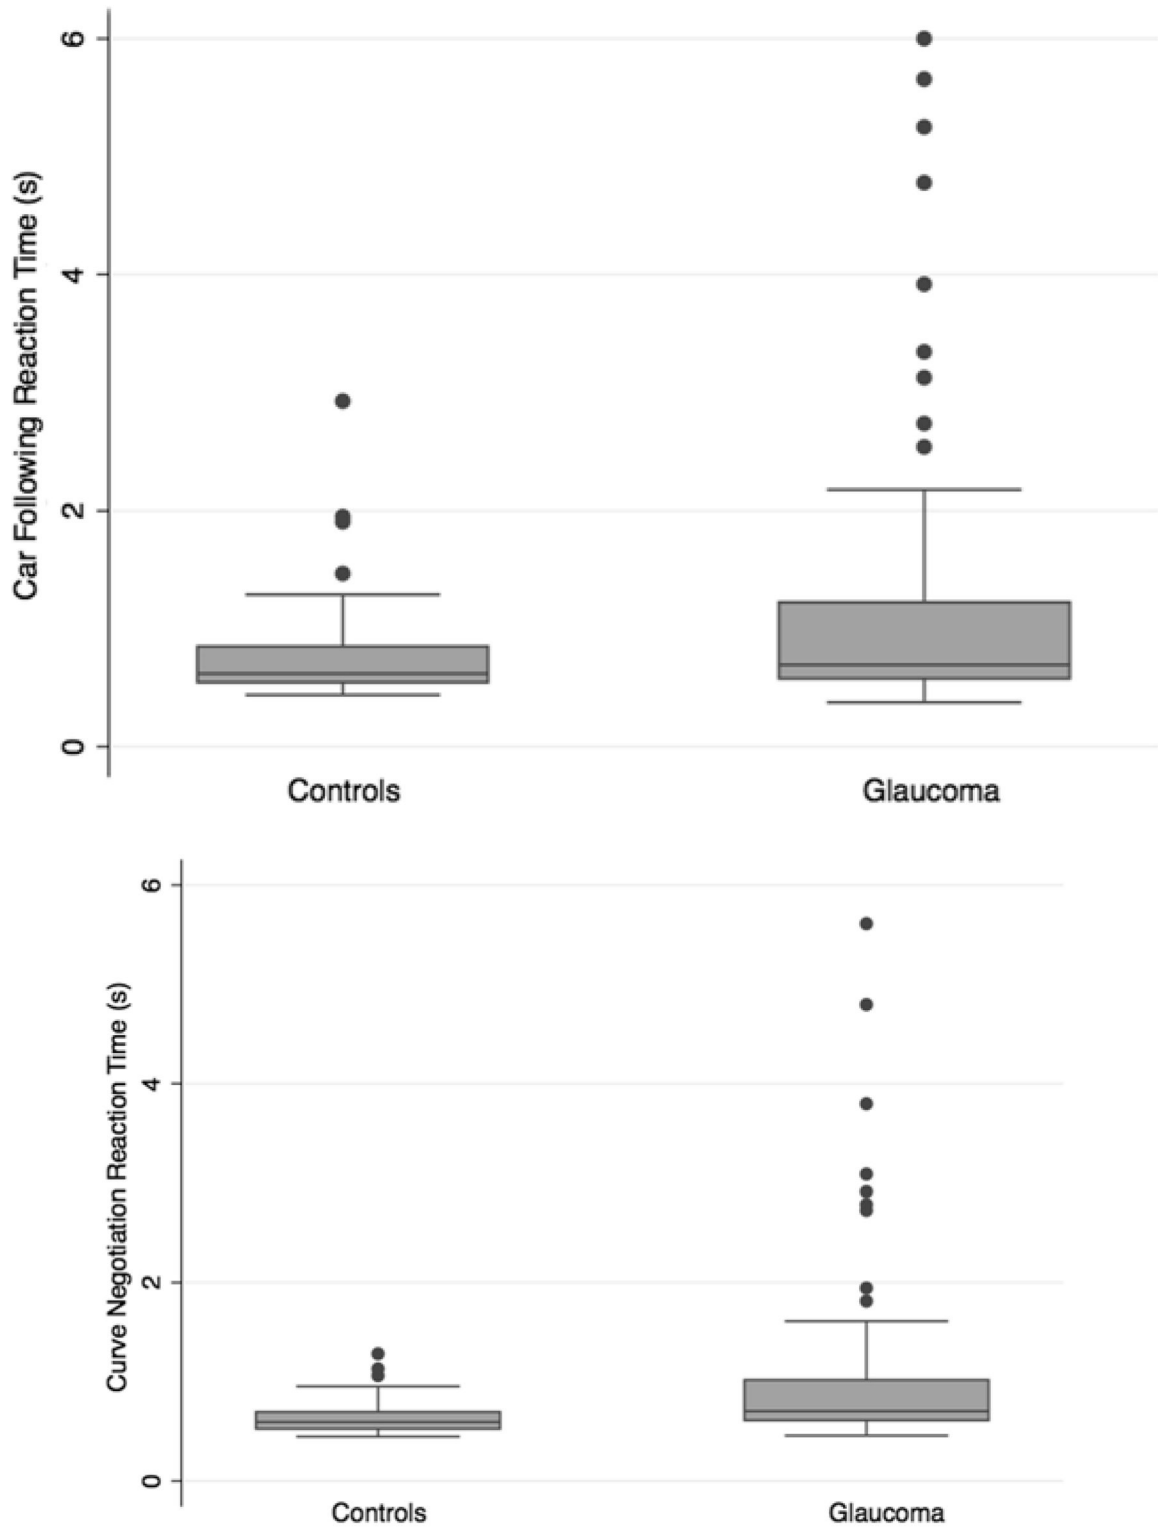 Car Following Reaction Time (s)
6
4
2
0
Controls Glaucoma
Curve Negotiation Reaction Time (s)
6
4
2
0
Controls Glaucoma